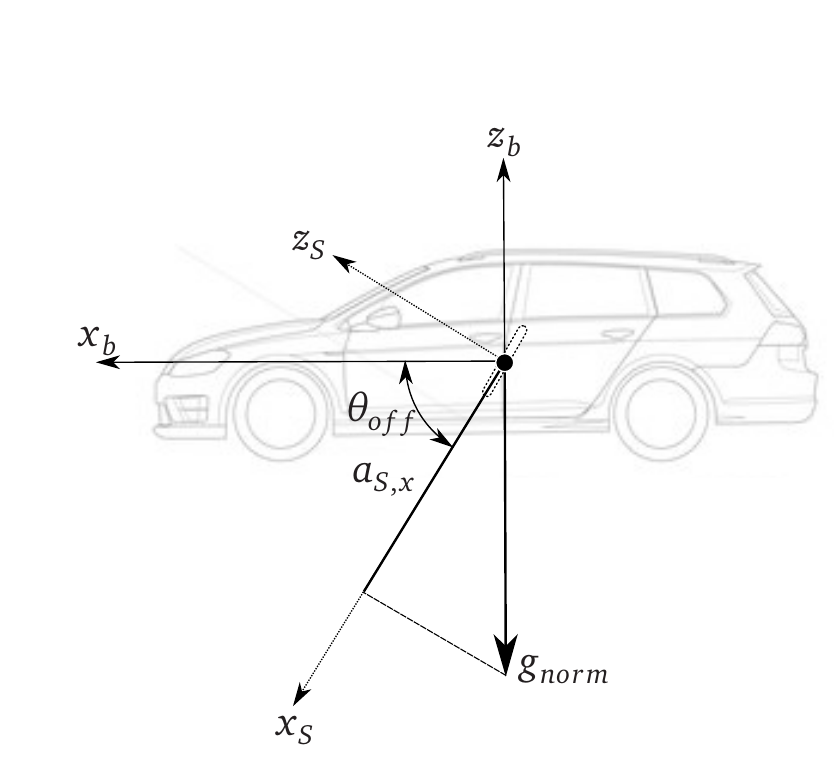 z_b
z_S
x_b
θ_off
a_S,x
g_norm
x_S